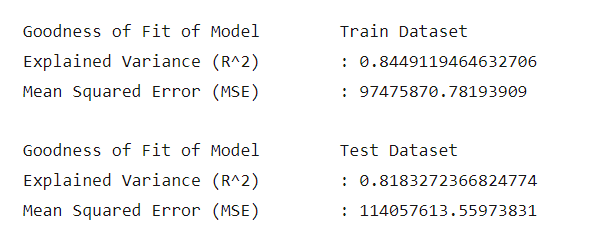 Goodness of Fit of Model Train Dataset
Explained Variance (R^2) : 0.8449119464632706
Mean Squared Error (MSE) : 97475870.78193909
Goodness of Fit of Model Test Dataset
Explained Variance (R^2) : 0.8183272366824774
Mean Squared Error (MSE) : 114057613.55973831